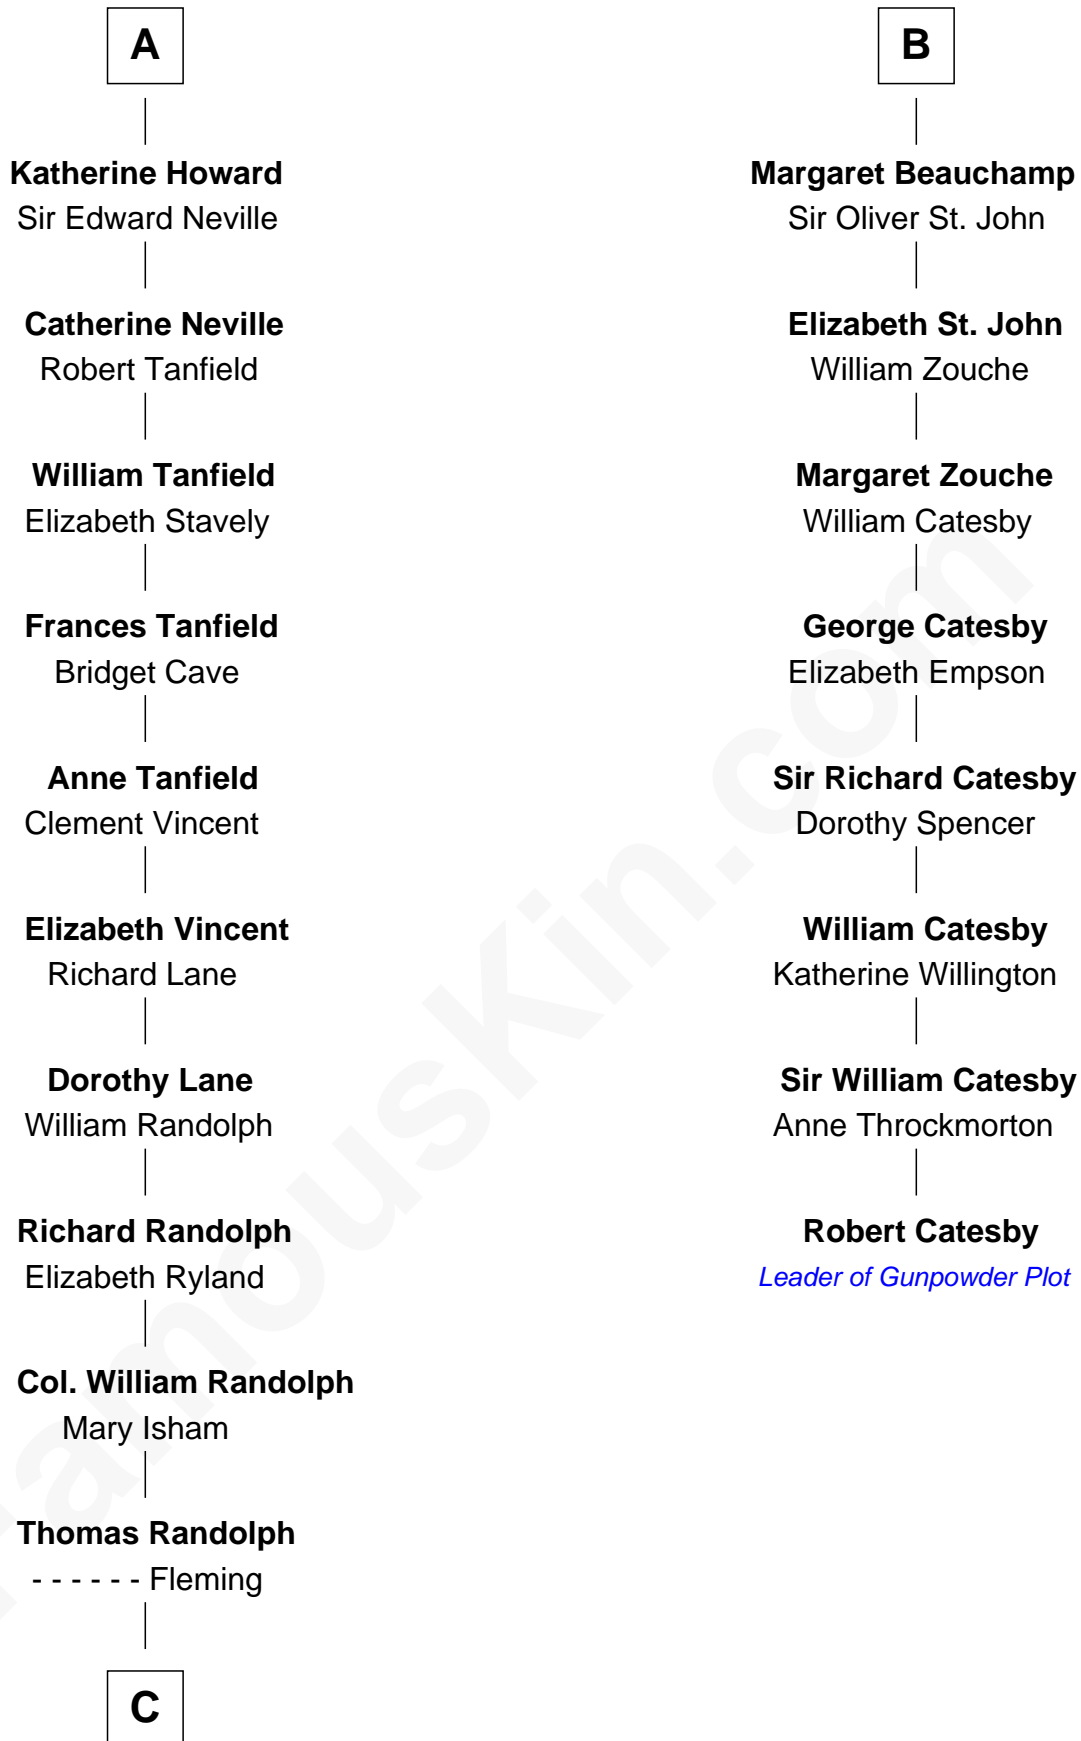 A
Katherine Howard
Sir Edward Neville
Catherine Neville
Robert Tanfield
William Tanfield
Elizabeth Stavely
Frances Tanfield
Bridget Cave
Anne Tanfield
Clement Vincent
Elizabeth Vincent
Richard Lane
Dorothy Lane
William Randolph
Richard Randolph
Elizabeth Ryland
Col. William Randolph
Mary Isham
Thomas Randolph
- - - - - - Fleming
C
B
Margaret Beauchamp
Sir Oliver St. John
Elizabeth St. John
William Zouche
Margaret Zouche
William Catesby
George Catesby
Elizabeth Empson
Sir Richard Catesby
Dorothy Spencer
William Catesby
Katherine Willington
Sir William Catesby
Anne Throckmorton
Robert Catesby
Leader of Gunpowder Plot
FamousKin.com